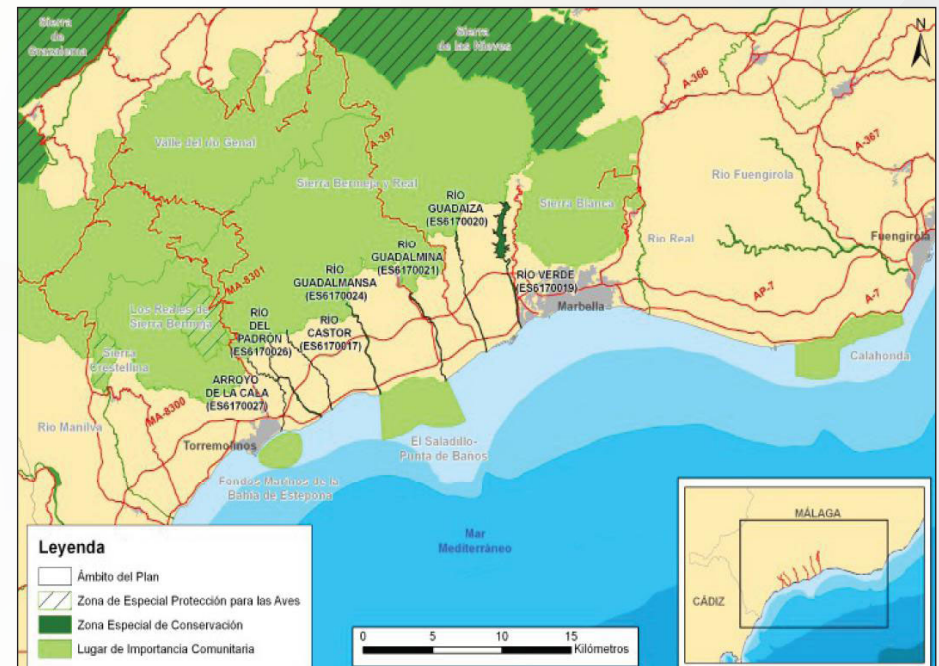 Sierra
de
Grazalema
Sierra
de las Nieves
N
A-366
A-367
A-397
Valle del río Genal
Sierra Bermeja y Real
RÍO
GUADAIZA
(ES6170020)
Sierra Blanca
Río Fuengirola
Fuengirola
Río Real
RÍO
GUADALMINA
(ES6170021)
RÍO
GUADALMANSA
(ES6170024)
RÍO VERDE
(ES6170019)
Marbella
MA-8301
AP-7
A-7
Los Reales de
Sierra Bermeja
RÍO
DEL
PADRÓN
(ES6170026)
RÍO
CASTOR
(ES6170017)
Sierra
Crestellina
Calahonda
ARROYO
DE LA CALA
(ES6170027)
MA-8300
Río Manilva
Torremolinos
El Saladillo-
Punta de Baños
Fondos Marinos de la
Bahía de Estepona
Mar
Mediterráneo
MÁLAGA
CÁDIZ
Leyenda
Ámbito del Plan
Zona de Especial Protección para las Aves
Zona Especial de Conservación
Lugar de Importancia Comunitaria
0 5 10 15
Kilómetros